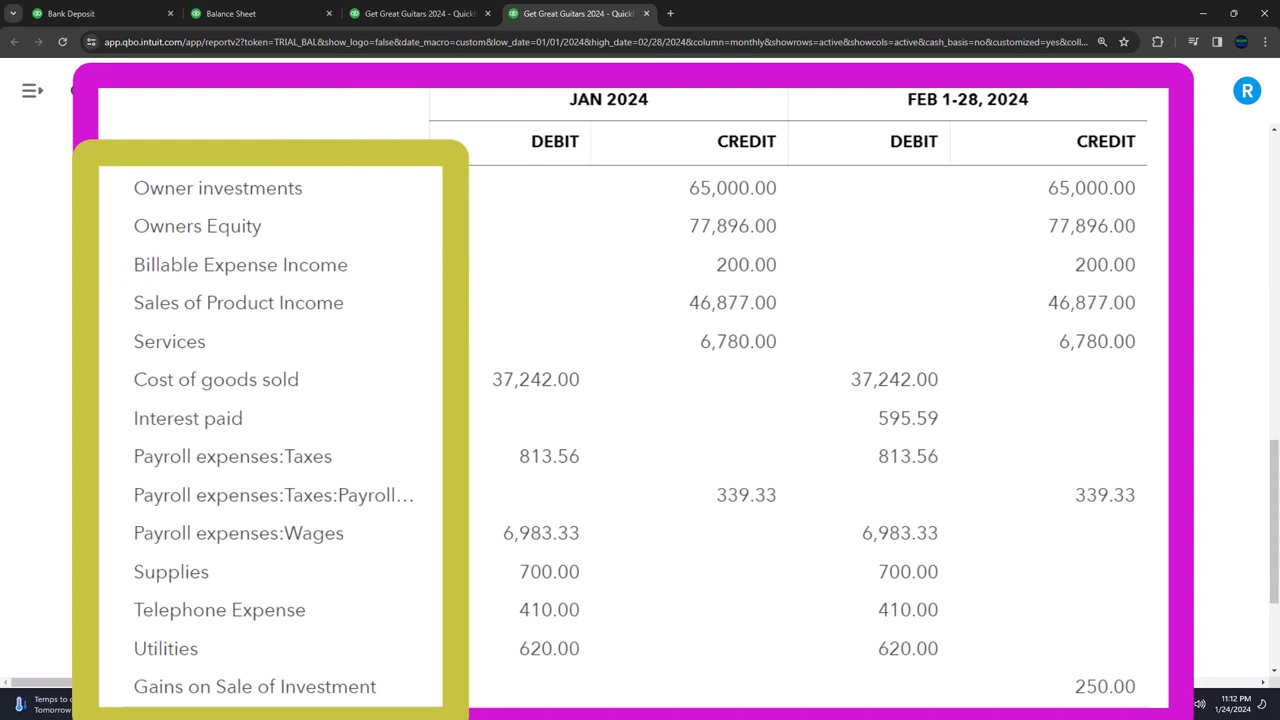 Bank Deposit
Balance Sheet
Get Great Guitars 2024 - Quick
Get Great Guitars 2024 - Quick
app.qbo.intuit.com/app/reportv2?token=TRIAL_BAL&show_logo=false&date_macro=custom&low_date=01/01/2024&high_date=02/28/2024&column=monthly&showrows=active&showcols=active&cash_basis=no&customized=yes&coll...
R
JAN 2024 FEB 1-28, 2024
DEBIT CREDIT DEBIT CREDIT
Owner investments 65,000.00 65,000.00
Owners Equity 77,896.00 77,896.00
Billable Expense Income 200.00 200.00
Sales of Product Income 46,877.00 46,877.00
Services 6,780.00 6,780.00
Cost of goods sold 37,242.00 37,242.00
Interest paid 595.59
Payroll expenses:Taxes 813.56 813.56
Payroll expenses:Taxes:Payroll... 339.33 339.33
Payroll expenses:Wages 6,983.33 6,983.33
Supplies 700.00 700.00
Telephone Expense 410.00 410.00
Utilities 620.00 620.00
Gains on Sale of Investment 250.00
Temps to
Tomorrow
11:12 PM
1/24/2024